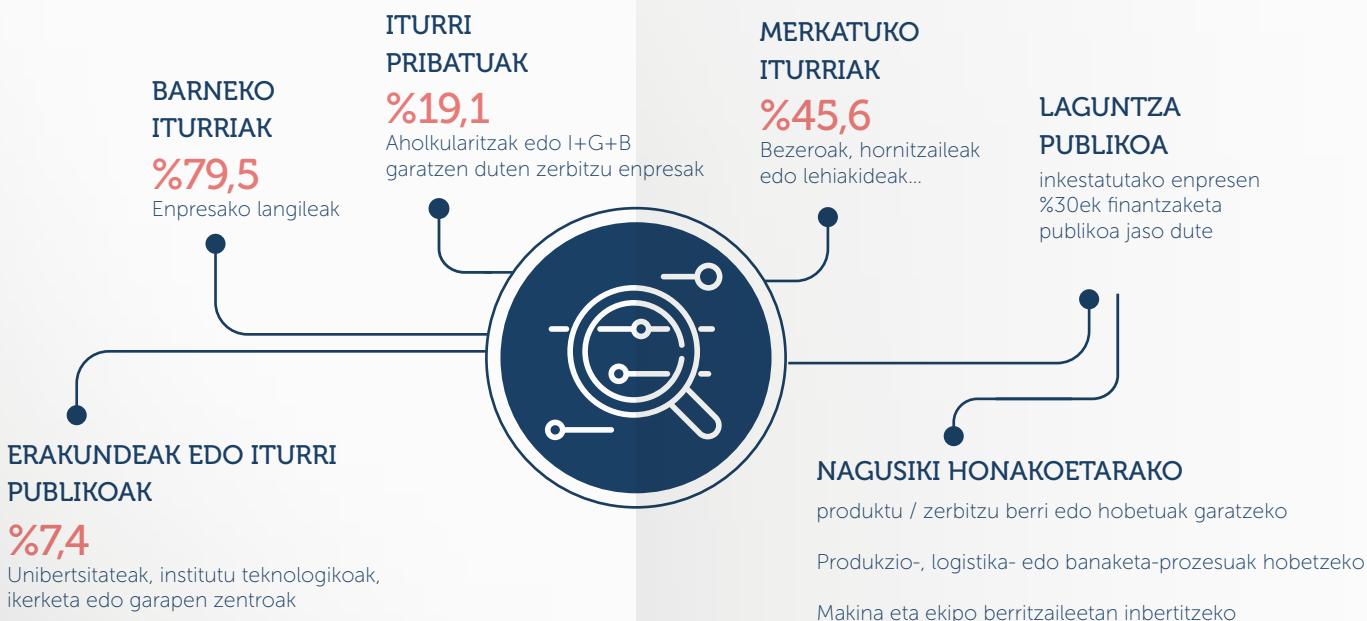 BARNEKO
ITURRIAK
%79,5
Enpresako langileak
ITURRI
PRIBATUAK
%19,1
Aholkularitzak edo I+G+B
garatzen duten zerbitzu enpresak
MERKATUKO
ITURRIAK
%45,6
Bezeroak, hornitzaileak
edo lehiakideak...
LAGUNTZA
PUBLIKOA
inkestatutako enpresen
%30ek finantzaketa
publikoa jaso dute
ERAKUNDEAK EDO ITURRI
PUBLIKOAK
%7,4
Unibertsitateak, institutu teknologikoak,
ikerketa edo garapen zentroak
NAGUSIKI HONAKOETARAKO
produktu / zerbitzu berri edo hobetuak garatzeko
Produkzio-, logistika- edo banaketa-prozesuak hobetzeko
Makina eta ekipo berritzaileetan inbertitzeko